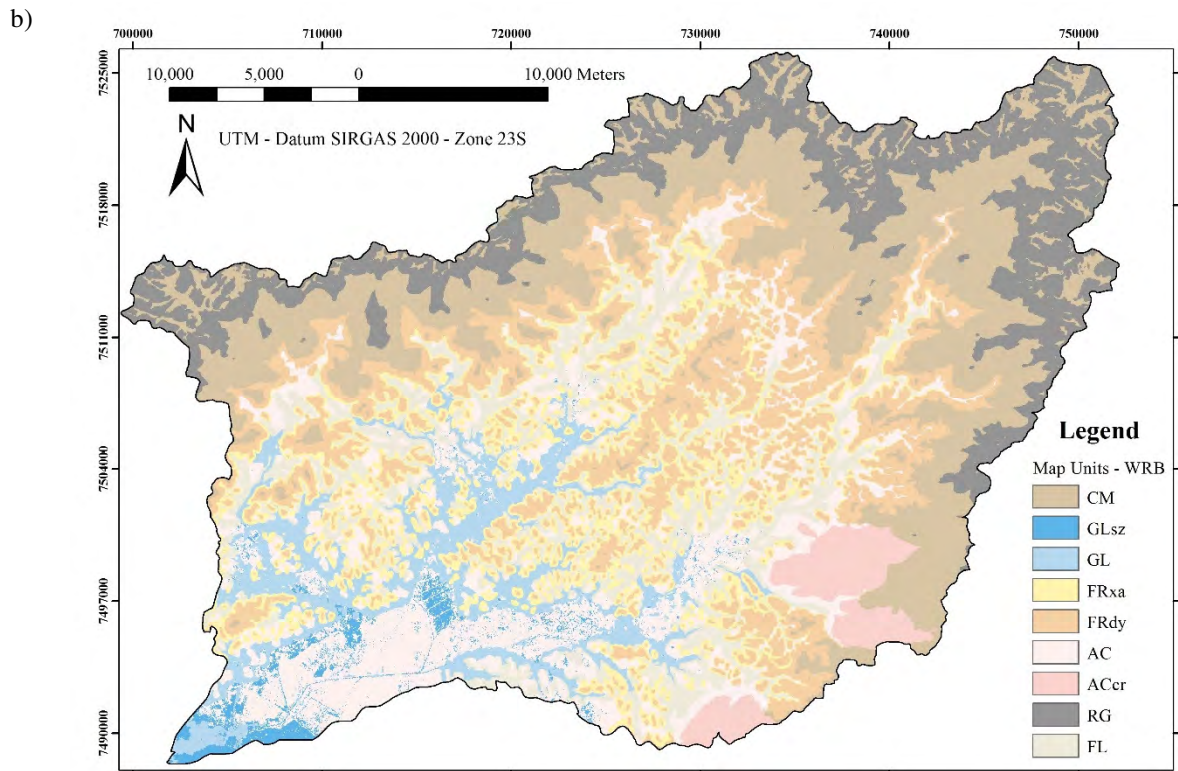 b)
700000 710000 720000 730000 740000 750000
10,000 5,000 0 10,000 Meters
N
UTM - Datum SIRGAS 2000 - Zone 23S
7525000
7518000
7511000
7504000
7497000
7490000
Legend
Map Units - WRB
CM
GLsz
GL
FRxa
FRdy
AC
ACcr
RG
FL